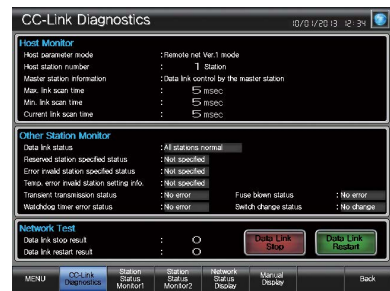 CC-Link Diagnostics
10/01/2013 12:34
Host Monitor
Host parameter mode : Remote net Ver.1 mode
Host station number : 1 Station
Master station information : Data link control by the master station
Max. link scan time : 5 msec
Min. link scan time : 5 msec
Current link scan time : 5 msec
Other Station Monitor
Data link status : All stations normal
Reserved station specified status : Not specified
Error invalid station specified status : Not specified
Temp. error invalid station setting info. : Not specified
Transient transmission status : No error Fuse blown status : No error
Watchdog timer error status : No error Switch change status : No change
Network Test
Data link stop result : 0
Data link restart result : 0
Data Link Stop
Data Link Restart
MENU
CC-Link Diagnostics
Station Status Monitor1
Station Status Monitor2
Network Status Display
Manual Display
Back